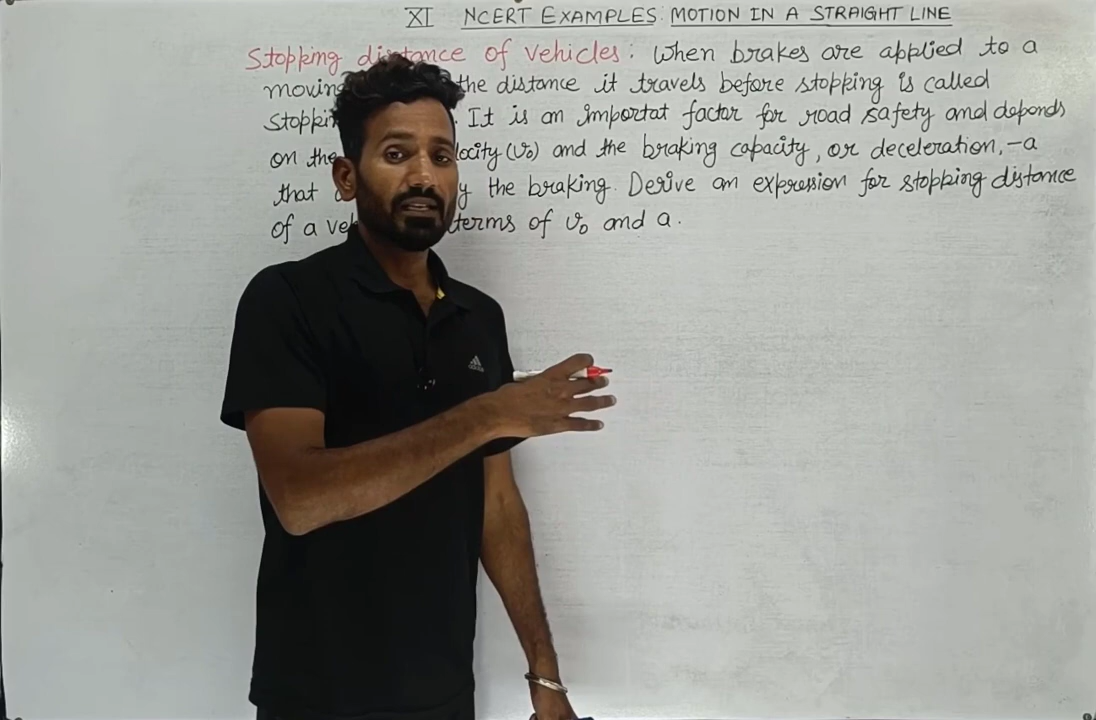 XI NCERT EXAMPLES: MOTION IN A STRAIGHT LINE
Stopping distance of vehicles: When brakes are applied to a
moving the distance it travels before stopping is called
It is an importat factor for road safety and depends
on the (v₀) and the braking capacity, or deceleration, -a
that the braking. Derive an expression for stopping distance
of a terms of v₀ and a.
adidas